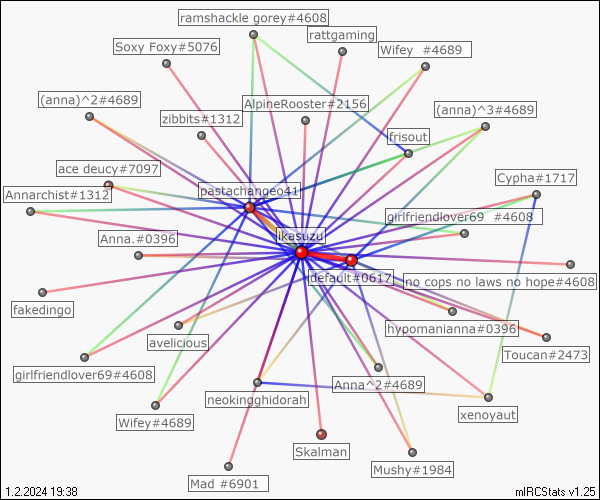 ramshackle gorey#4608
rattgaming
Soxy Foxy#5076
Wifey #4689
(anna)^2#4689
AlpineRooster#2156
(anna)^3#4689
zibbits#1312
frisout
ace deucy#7097
Cypha#1717
Annarchist#1312
pastachangeo41
girlfriendlover69 #4608
Anna.#0396
ikasuzu
default#0617
no cops no laws no hope#4608
fakedingo
hypomanianna#0396
avelicious
Toucan#2473
girlfriendlover69#4608
Anna^2#4689
neokingghidorah
xenoyaut
Wifey#4689
Skalman
Mushy#1984
Mad #6901
1.2.2024 19:38
mIRCStats v1.25